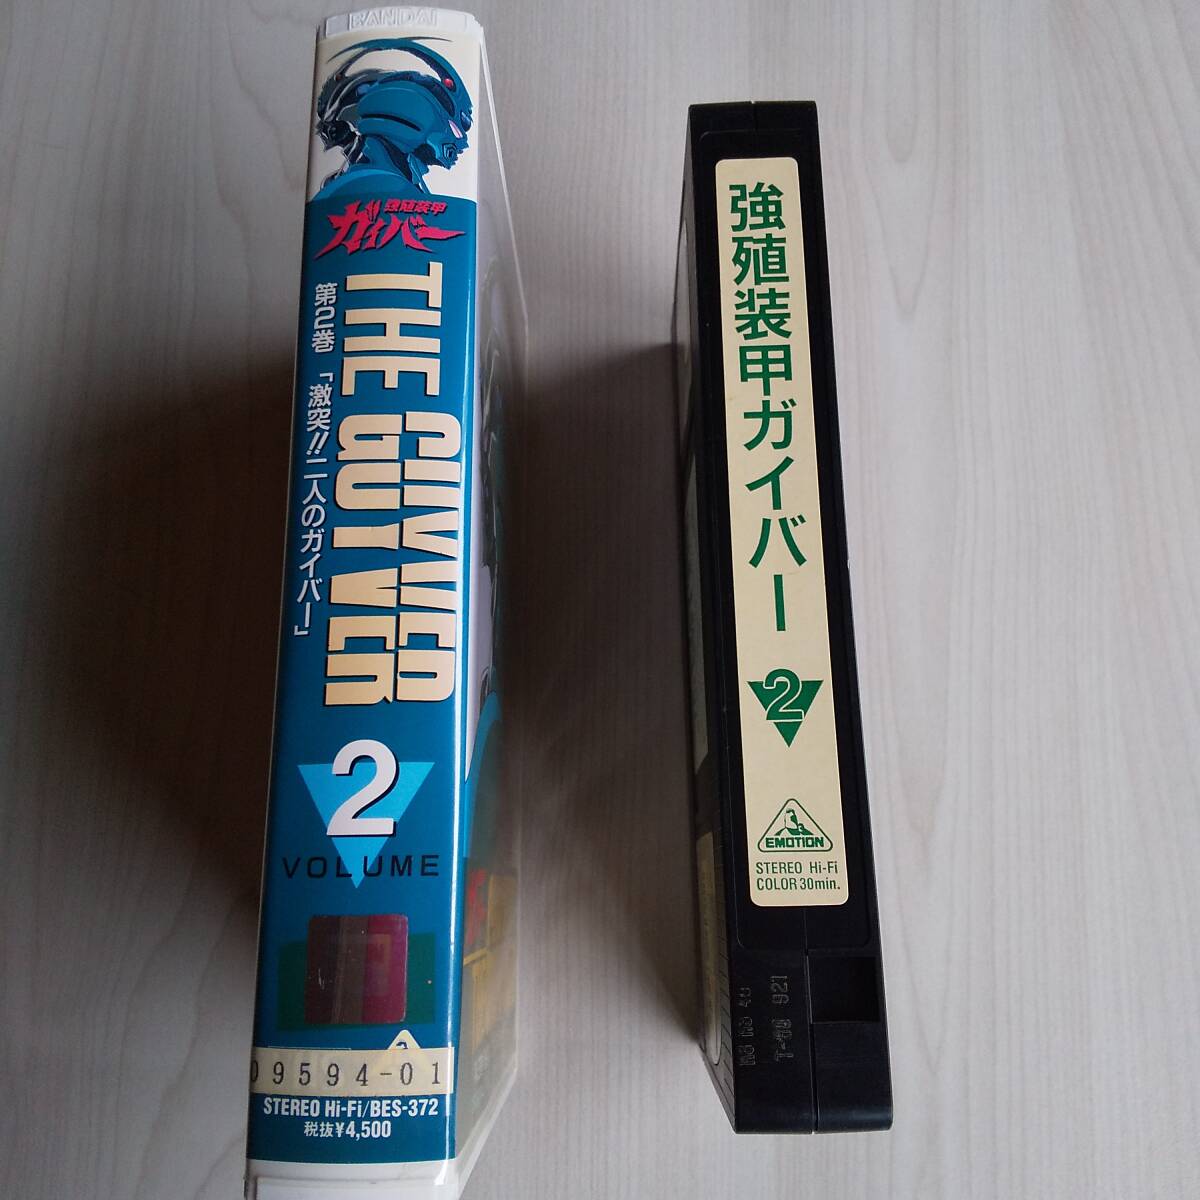 BANDAI
強殖装甲
ガイバー
THE GUYVER
第2巻 「激突!!二人のガイバー」
2
VOLUME
9594-01
STEREO Hi-Fi/BES-372
税抜¥4,500
強殖装甲ガイバー
2
EMOTION
STEREO Hi-Fi
COLOR 30min.